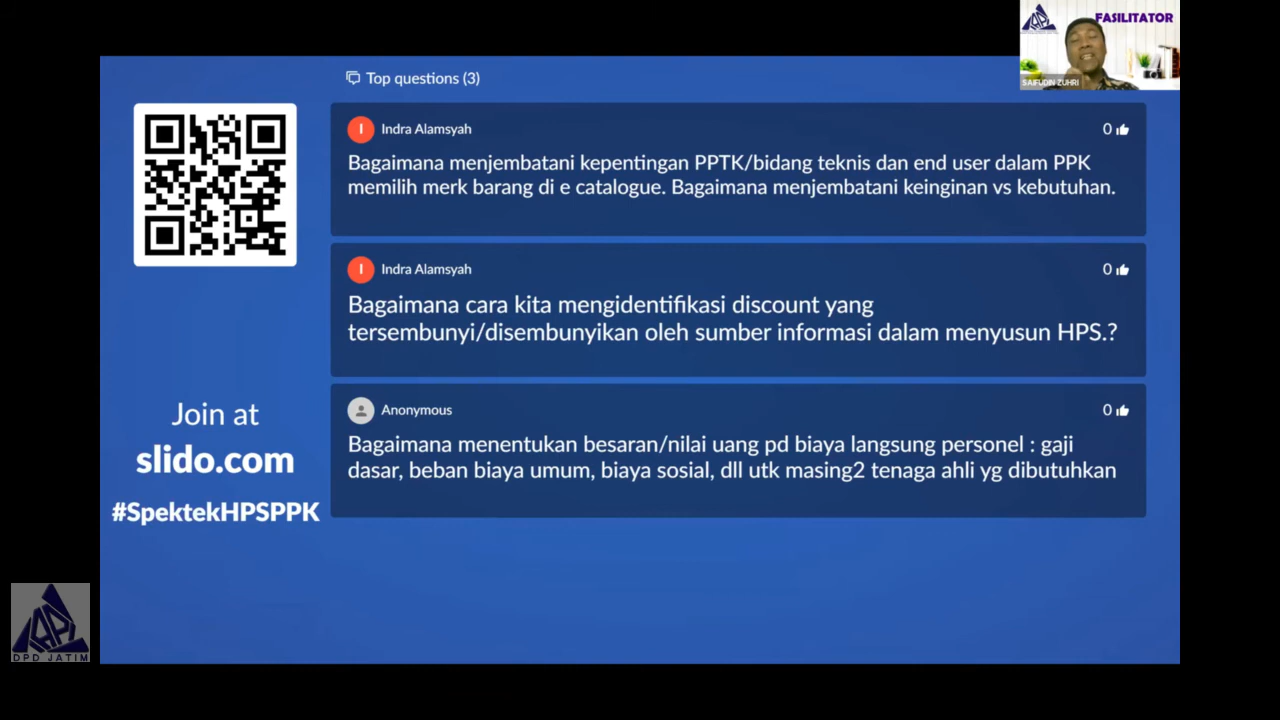 FASILITATOR
SAIFUDIN ZUHRI
Top questions (3)
I
Indra Alamsyah
0
Bagaimana menjembatani kepentingan PPTK/bidang teknis dan end user dalam PPK
memilih merk barang di e catalogue. Bagaimana menjembatani keinginan vs kebutuhan.
I
Indra Alamsyah
0
Bagaimana cara kita mengidentifikasi discount yang
tersembunyi/disembunyikan oleh sumber informasi dalam menyusun HPS.?
Anonymous
0
Bagaimana menentukan besaran/nilai uang pd biaya langsung personel : gaji
dasar, beban biaya umum, biaya sosial, dll utk masing2 tenaga ahli yg dibutuhkan
Join at
slido.com
#SpektekHPSPPK
DPD JATIM